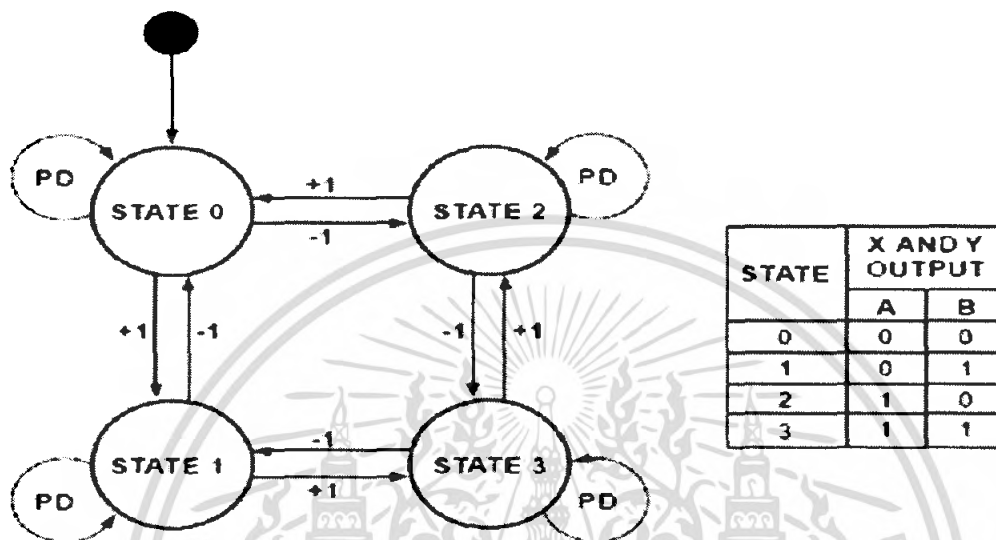 PD
STATE 0
+1
-1
STATE 2
PD
+1
-1
-1
+1
PD
STATE 1
-1
+1
STATE 3
PD
STATE
X AND Y
OUTPUT
A B
0 0 0
1 0 1
2 1 0
3 1 1